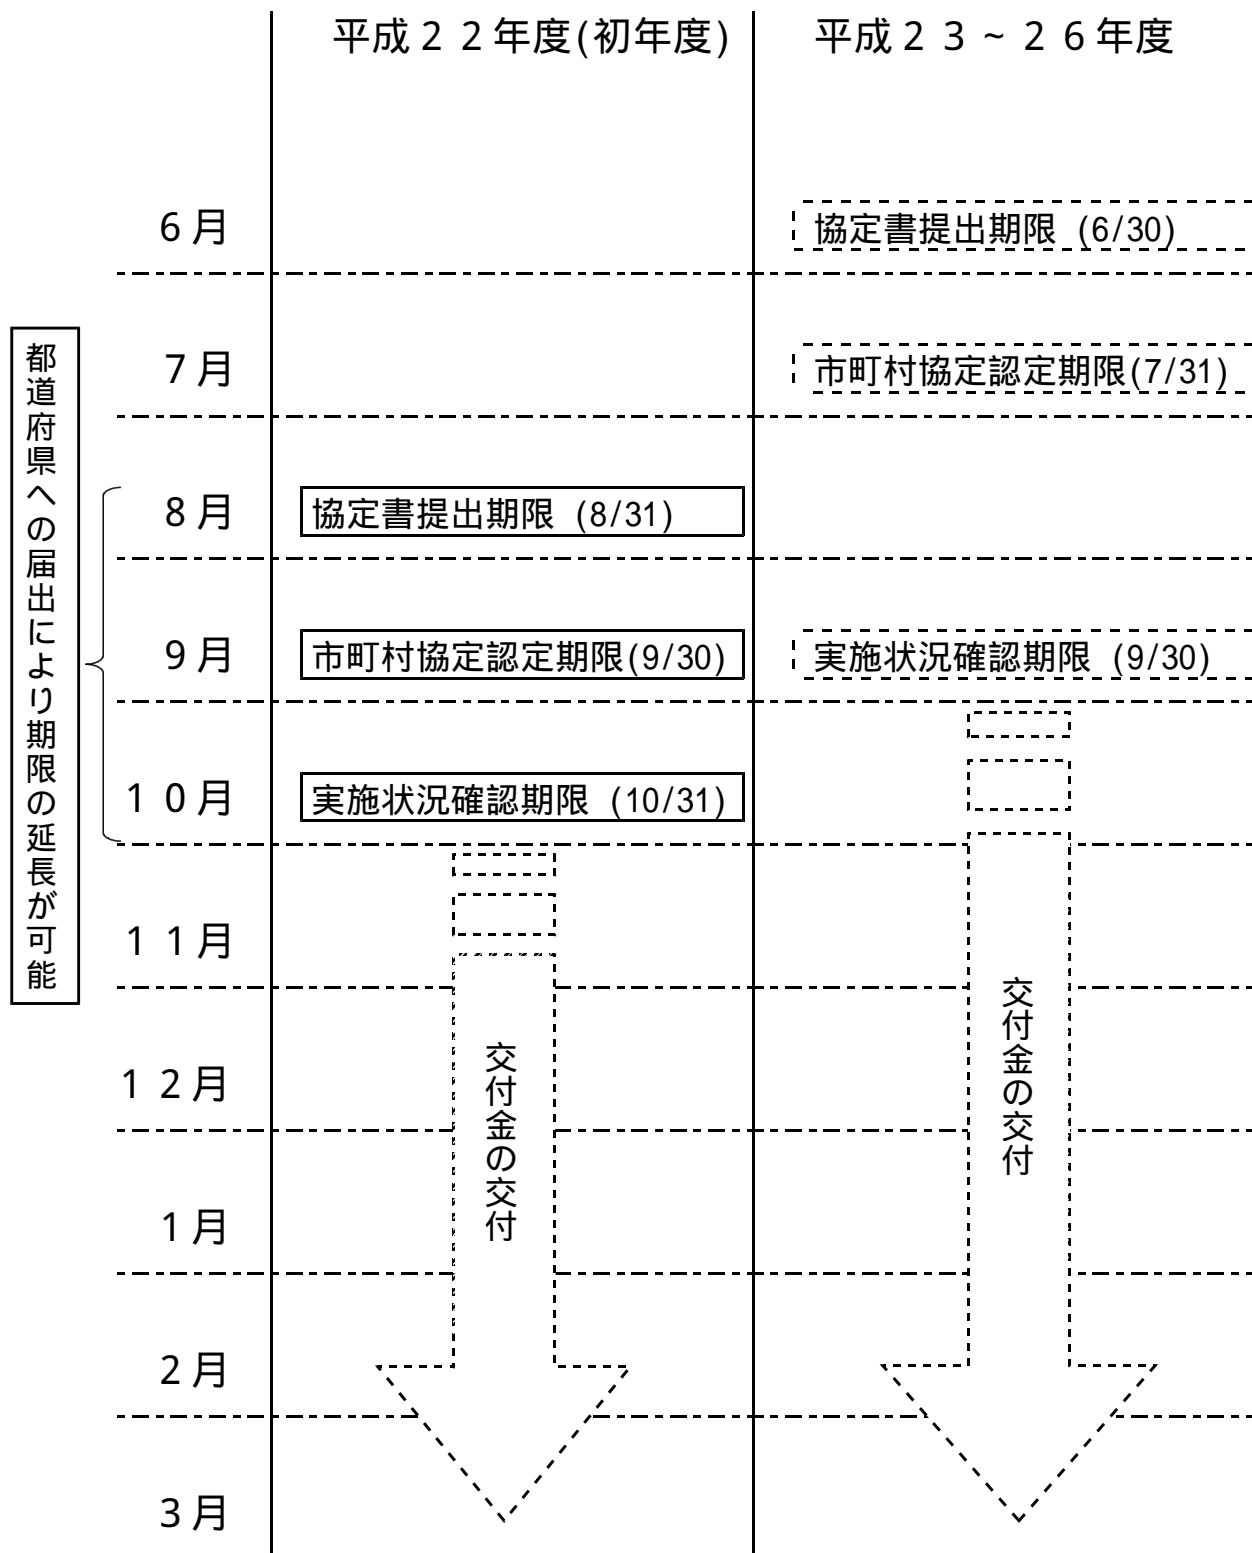 平成２２年度(初年度)
平成２３~２６年度
6月
協定書提出期限 (6/30)
7月
市町村協定認定期限(7/31)
都道府県への届出により期限の延長が可能
8月
協定書提出期限 (8/31)
9月
市町村協定認定期限(9/30)
実施状況確認期限 (9/30)
１０月
実施状況確認期限 (10/31)
１１月
１２月
交付金の交付
交付金の交付
1月
2月
3月